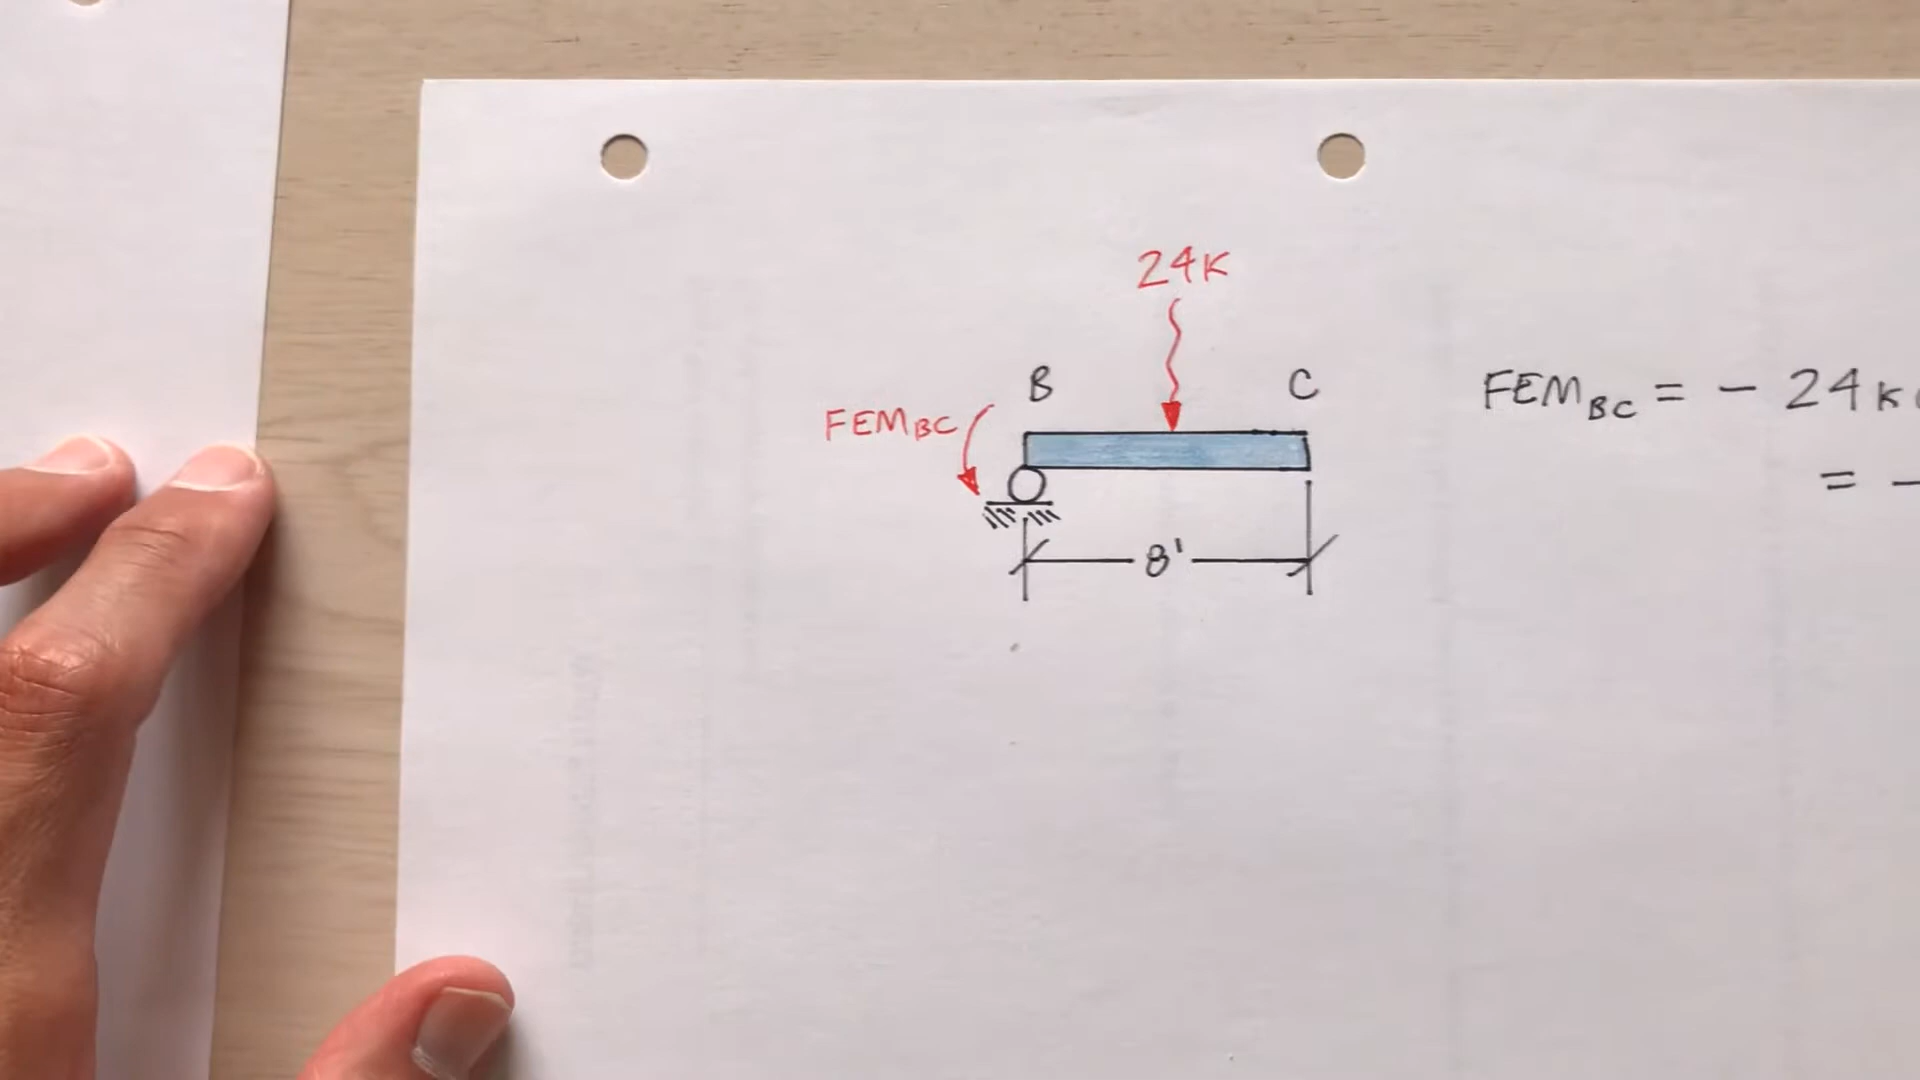 24K
B
C
FEMBC
8'
FEMBC = - 24K
= -